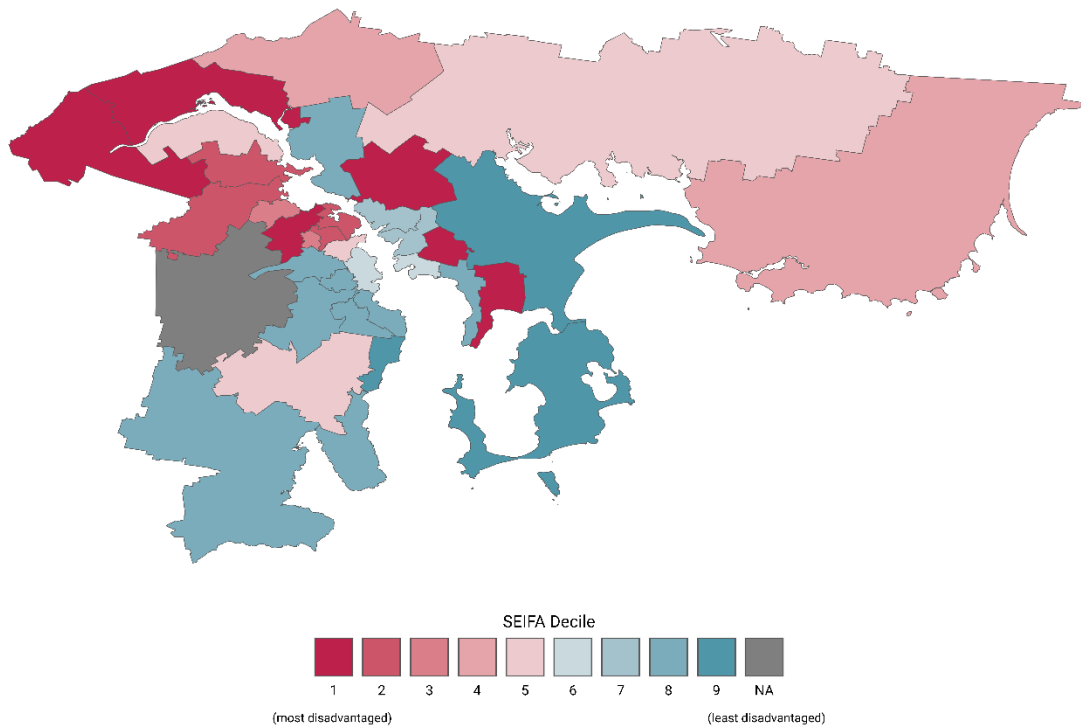 SEIFA Decile
1 2 3 4 5 6 7 8 9 NA
(most disadvantaged) (least disadvantaged)